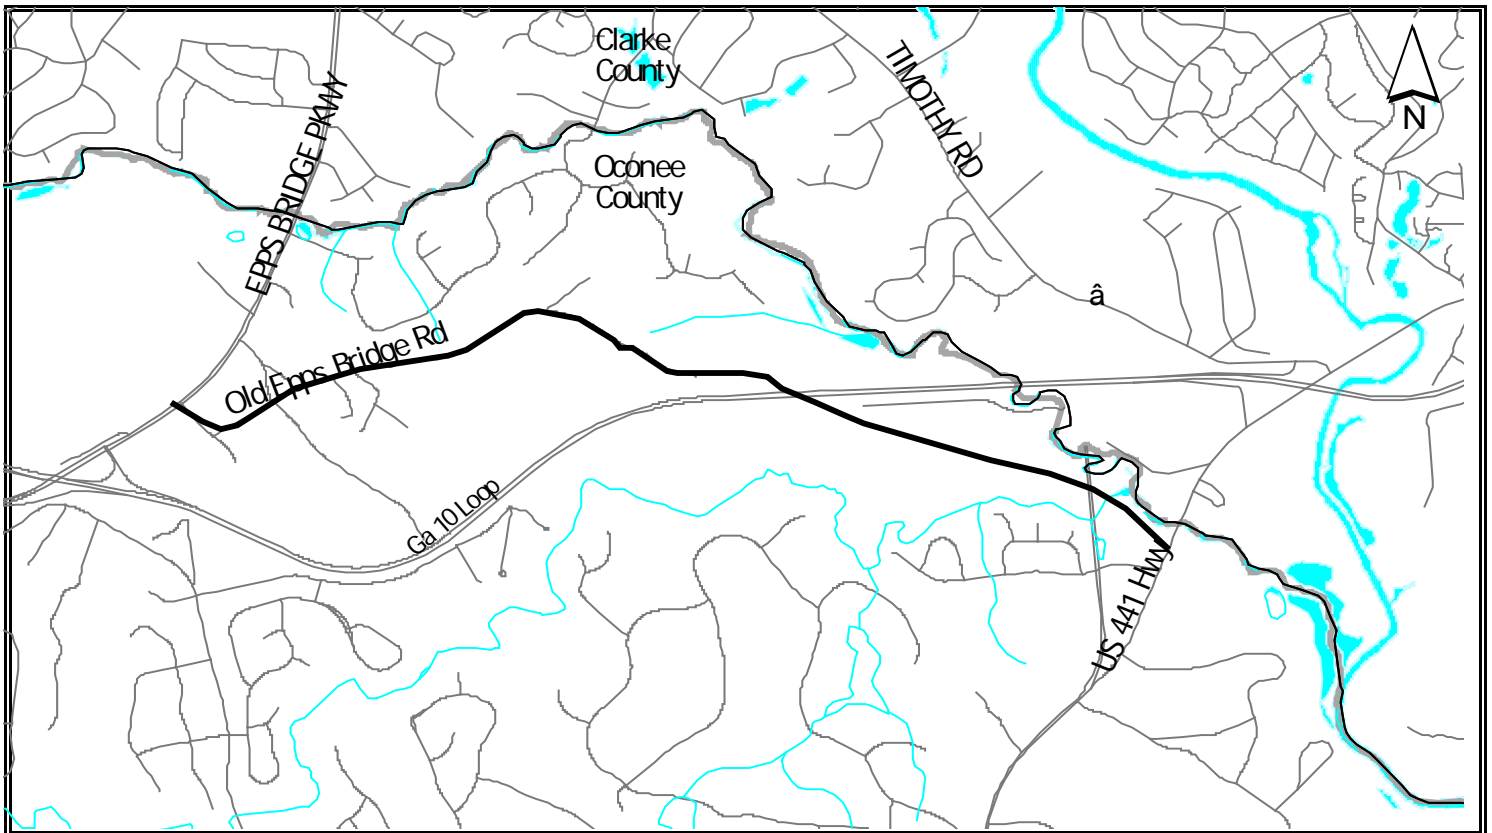 Clarke
County
TIMOTHY RD
N
EPPS BRIDGE PKWY
Oconee
County
â
Old Epps Bridge Rd
Ga 10 Loop
US 441 HWY